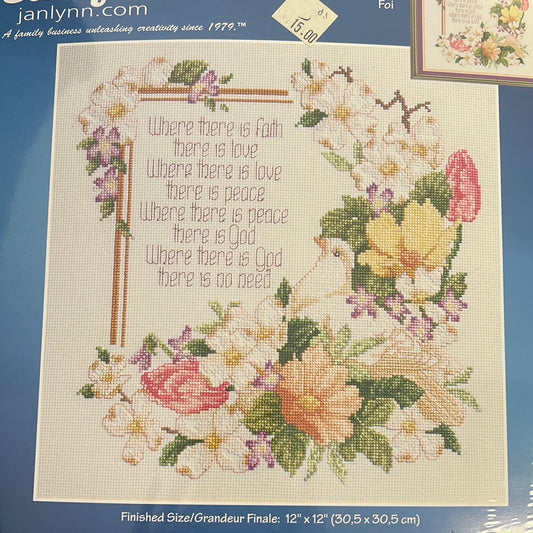 janlynn.com
A family business unleashing creativity since 1979.™
15.00
Foi
Where there is Faith
there is love
Where there is love
there is peace
Where there is peace
there is God
Where there is God
there is no need
Finished Size/Grandeur Finale: 12" x 12" (30,5 x 30,5 cm)